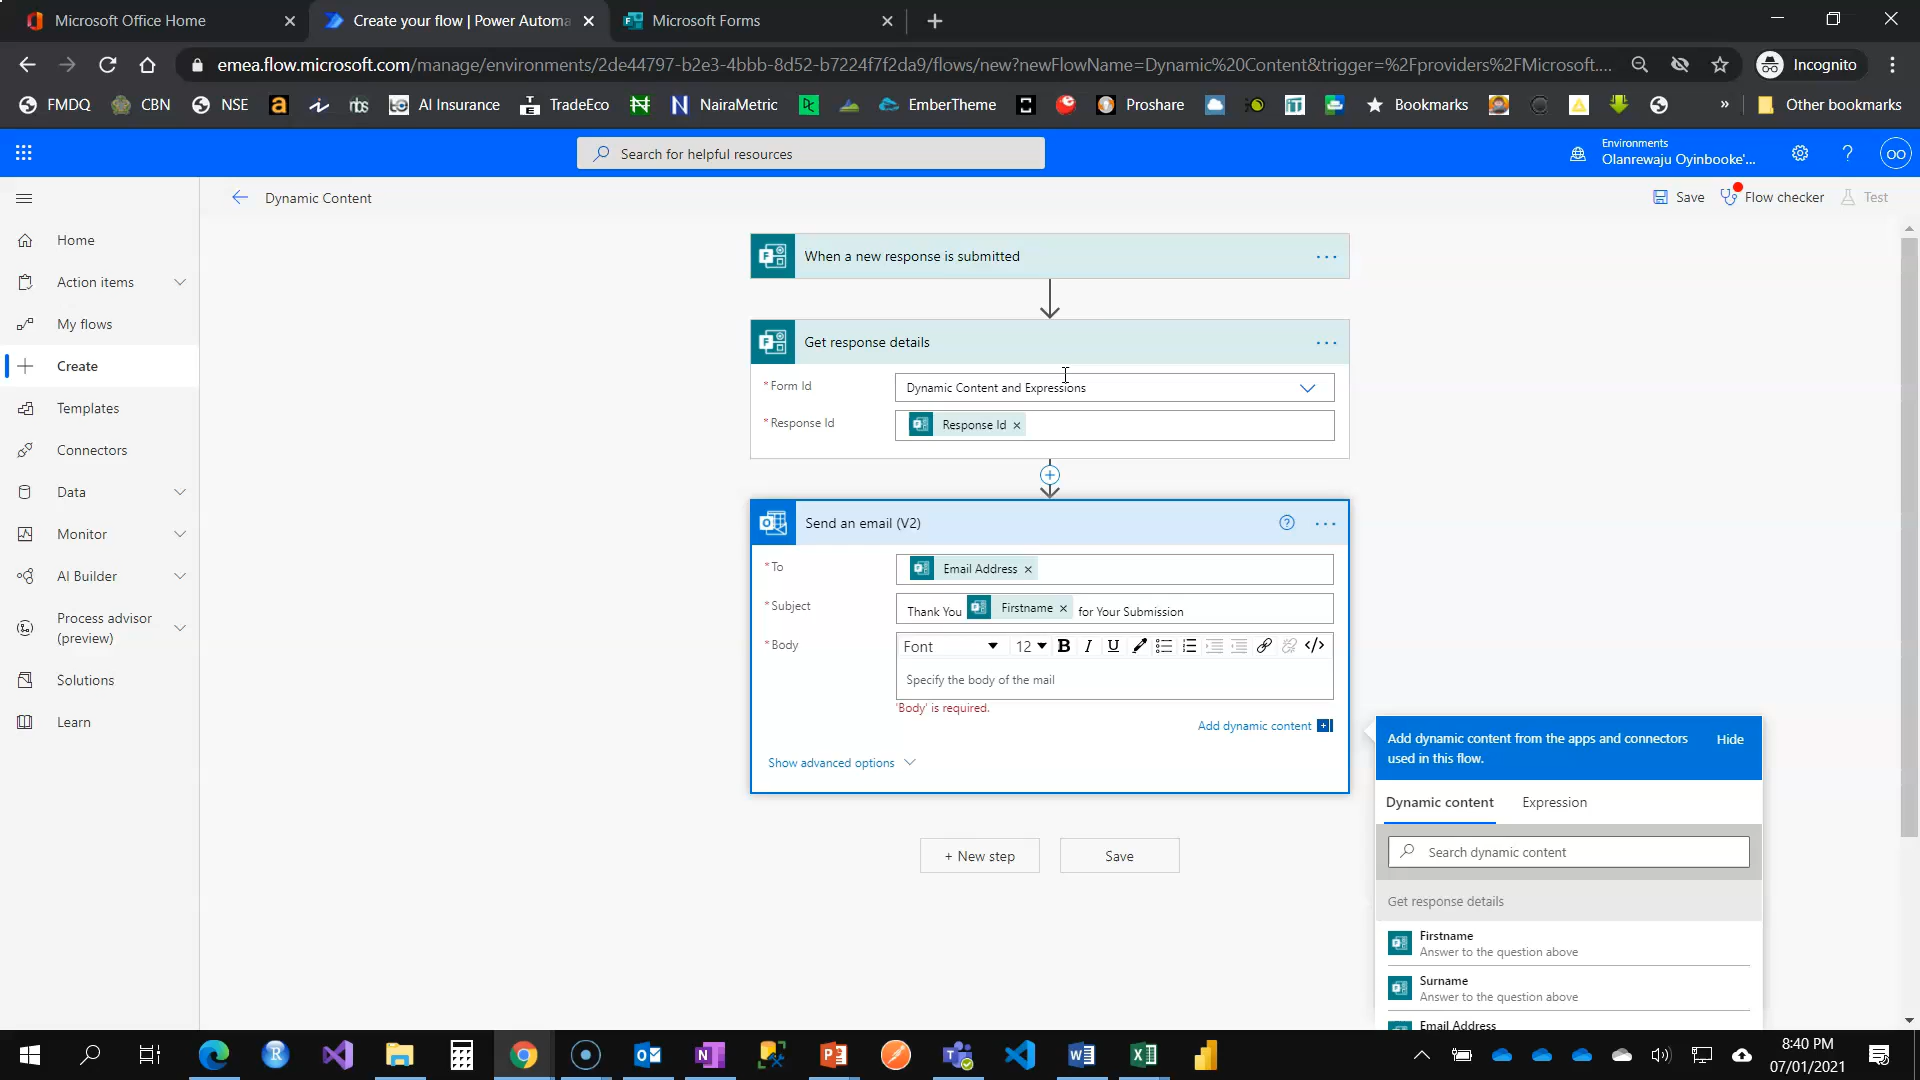 Microsoft Office Home
Create your flow | Power Automa
Microsoft Forms
emea.flow.microsoft.com/manage/environments/2de44797-b2e3-4bbb-8d52-b7224f7f2da9/flows/new?newFlowName=Dynamic%20Content&trigger=%2Fproviders%2FMicrosoft....
Incognito
FMDQ
CBN
NSE
AI Insurance
TradeEco
NairaMetric
EmberTheme
Proshare
Bookmarks
»
Other bookmarks
Search for helpful resources
Environments
Olanrewaju Oyinbooke'...
?
OO
Dynamic Content
Save
Flow checker
Test
Home
Action items
My flows
Create
Templates
Connectors
Data
Monitor
AI Builder
Process advisor
(preview)
Solutions
Learn
When a new response is submitted
Get response details
* Form Id
Dynamic Content and Expressions
* Response Id
Response Id ×
Send an email (V2)
* To
Email Address ×
* Subject
Thank You Firstname × for Your Submission
* Body
Font 12 B I U </>
Specify the body of the mail
'Body' is required.
Add dynamic content
Show advanced options
+ New step
Save
Add dynamic content from the apps and connectors
used in this flow.
Hide
Dynamic content
Expression
Search dynamic content
Get response details
Firstname
Answer to the question above
Surname
Answer to the question above
Email Address
8:40 PM
07/01/2021